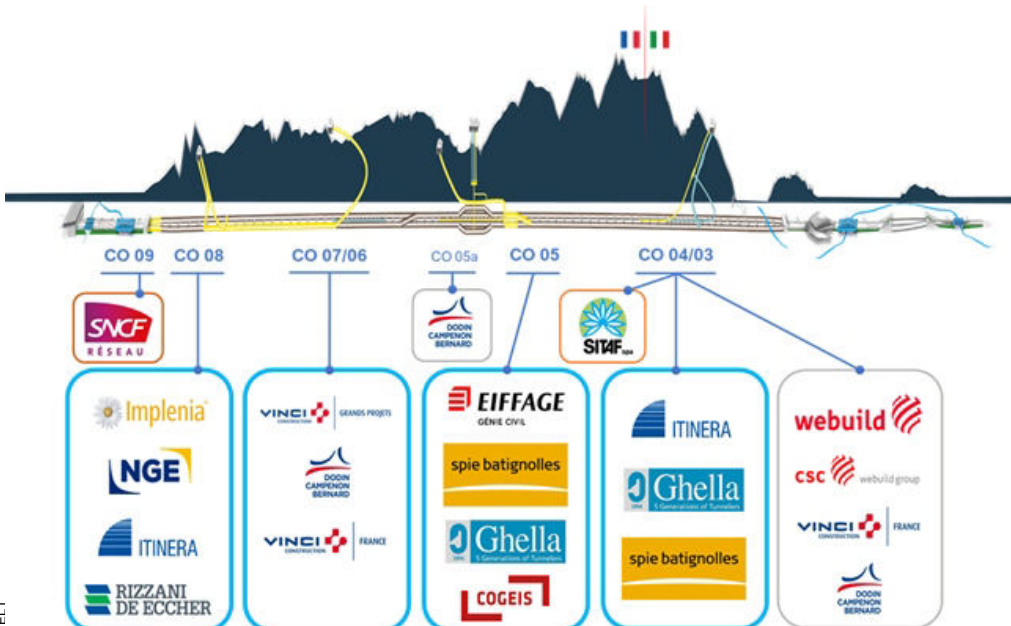 CO 09 CO 08 CO 07/06 CO 05a CO 05 CO 04/03
SNCF
RÉSEAU
DODIN
CAMPENON
BERNARD
SITAF spa
Implenia
NGE
ITINERA
RIZZANI
DE ECCHER
VINCI GRANDS PROJETS
CONSTRUCTION
DODIN
CAMPENON
BERNARD
VINCI FRANCE
CONSTRUCTION
EIFFAGE
GÉNIE CIVIL
spie batignolles
Ghella
5 Generations of Tunnelers
COGEIS
ITINERA
Ghella
5 Generations of Tunnelers
spie batignolles
webuild
csc webuild group
VINCI FRANCE
CONSTRUCTION
DODIN
CAMPENON
BERNARD